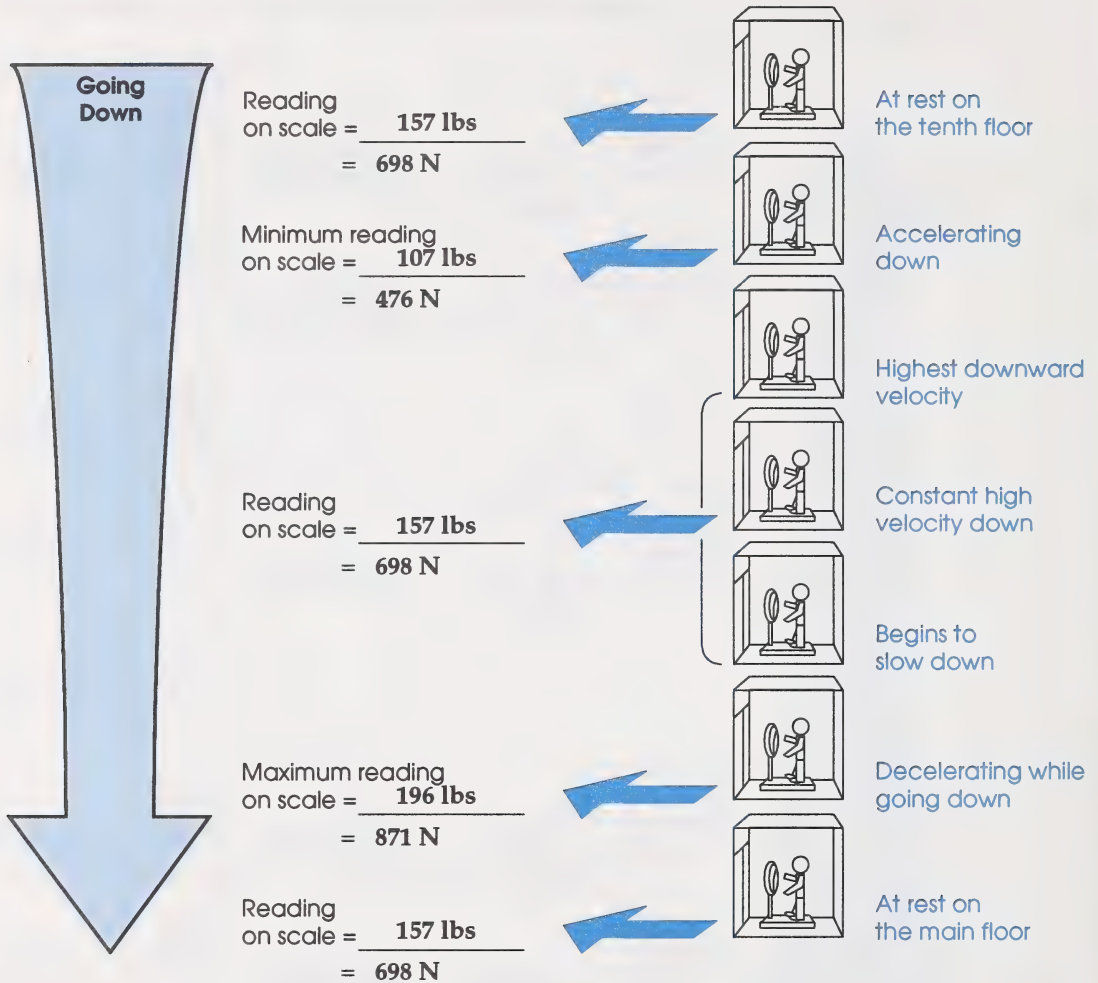 Going
Down
Reading
on scale = 157 lbs
= 698 N
At rest on
the tenth floor
Minimum reading
on scale = 107 lbs
= 476 N
Accelerating
down
Highest downward
velocity
Reading
on scale = 157 lbs
= 698 N
Constant high
velocity down
Begins to
slow down
Maximum reading
on scale = 196 lbs
= 871 N
Decelerating while
going down
Reading
on scale = 157 lbs
= 698 N
At rest on
the main floor